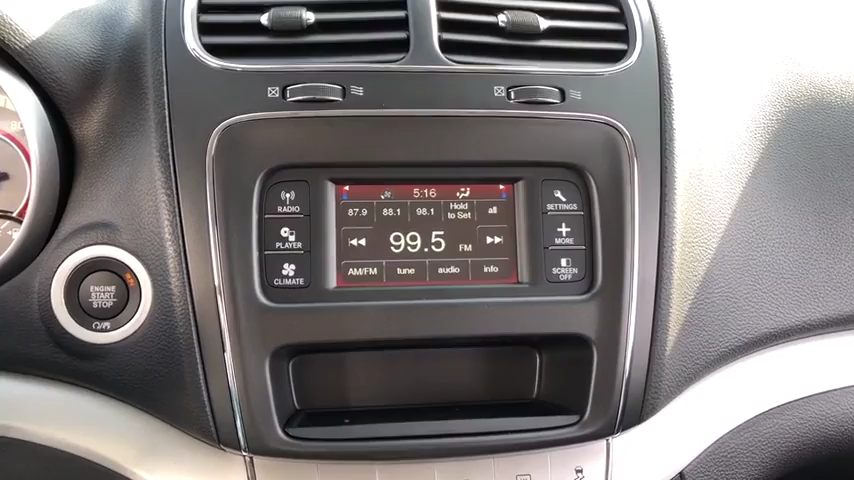 5:16
87.9 88.1 98.1 Hold to Set all
RADIO
SETTINGS
99.5 FM
PLAYER
MORE
AM/FM tune audio info
CLIMATE
SCREEN OFF
ENGINE
START
STOP